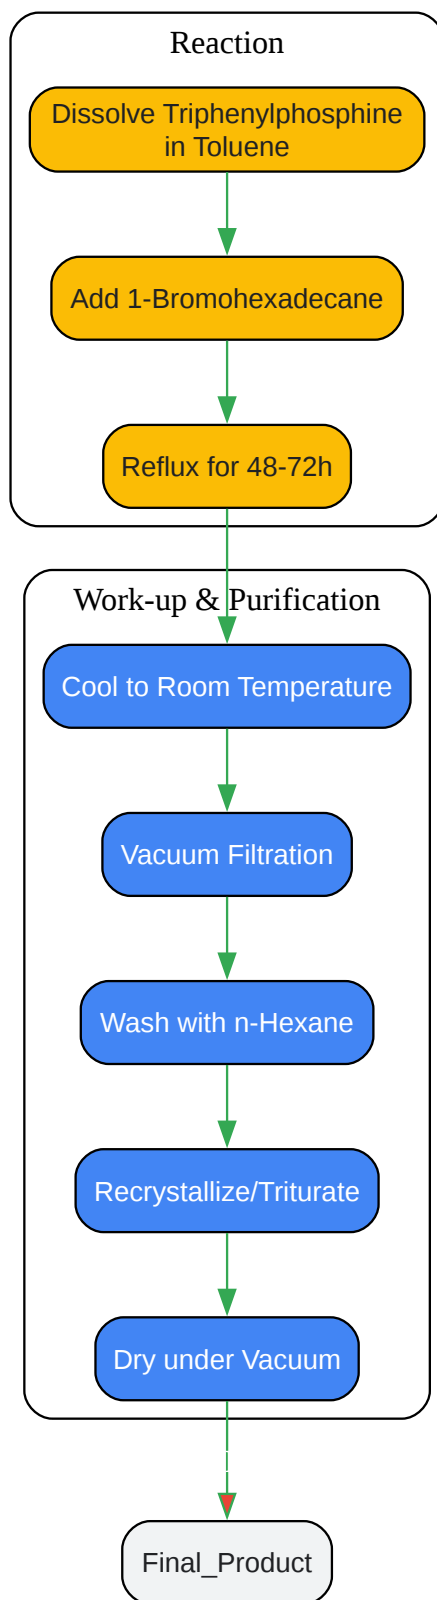 Reaction
Dissolve Triphenylphosphine
in Toluene
Add 1-Bromohexadecane
Reflux for 48-72h
Work-up & Purification
Cool to Room Temperature
Vacuum Filtration
Wash with n-Hexane
Recrystallize/Triturate
Dry under Vacuum
Final_Product